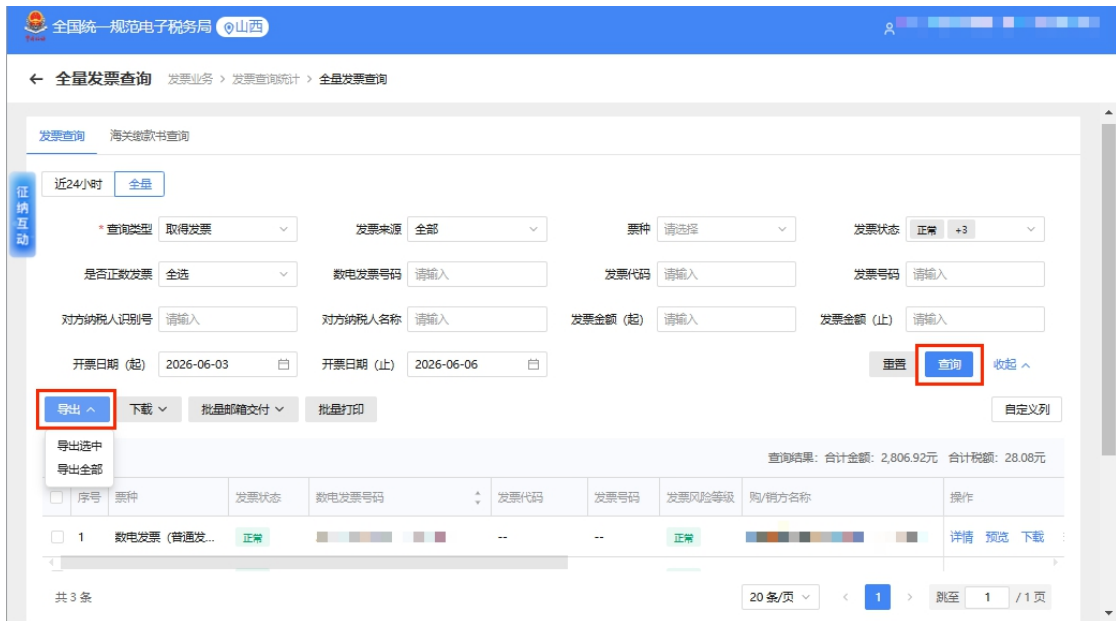 全国统一规范电子税务局 山西
← 全量发票查询 发票业务 > 发票查询统计 > 全量发票查询
发票查询 海关缴款书查询
近24小时 全量
征纳互动
* 查询类型 取得发票 发票来源 全部 票种 请选择 发票状态 正常 +3
是否正数发票 全选 数电发票号码 请输入 发票代码 请输入 发票号码 请输入
对方纳税人识别号 请输入 对方纳税人名称 请输入 发票金额（起） 请输入 发票金额（止） 请输入
开票日期（起） 2026-06-03 开票日期（止） 2026-06-06 重置 查询 收起
导出 下载 批量邮箱交付 批量打印 自定义列
导出选中
导出全部
查询结果：合计金额：2,806.92元 合计税额：28.08元
序号 票种 发票状态 数电发票号码 发票代码 发票号码 发票风险等级 购/销方名称 操作
1 数电发票（普通发... 正常 -- -- 正常 详情 预览 下载
共 3 条 20 条/页 < 1 > 跳至 1 / 1 页